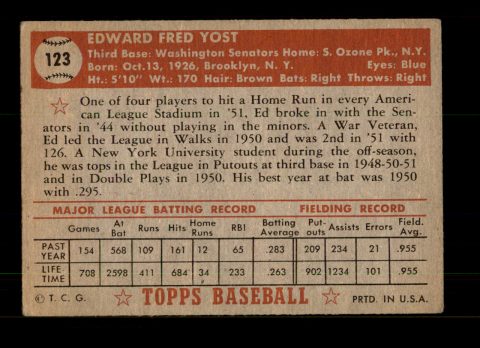 123
EDWARD FRED YOST
Third Base: Washington Senators Home: S. Ozone Pk., N.Y.
Born: Oct. 13, 1926, Brooklyn, N. Y. Eyes: Blue
Ht.: 5'10" Wt.: 170 Hair: Brown Bats: Right Throws: Right
One of four players to hit a Home Run in every Ameri-
can League Stadium in '51, Ed broke in with the Sen-
ators in '44 without playing in the minors. A War Veteran,
Ed led the League in Walks in 1950 and was 2nd in '51 with
126. A New York University student during the off-season,
he was tops in the League in Putouts at third base in 1948-50-51
and in Double Plays in 1950. His best year at bat was 1950
with .295.
MAJOR LEAGUE BATTING RECORD FIELDING RECORD
Games At Bat Runs Hits Home Runs RBI Batting Average Put-outs Assists Errors Field. Avg.
PAST YEAR 154 568 109 161 12 65 .283 209 234 21 .955
LIFE TIME 708 2598 411 684 34 233 .263 902 1234 101 .955
© T. C. G. TOPPS BASEBALL PRTD. IN U.S.A.